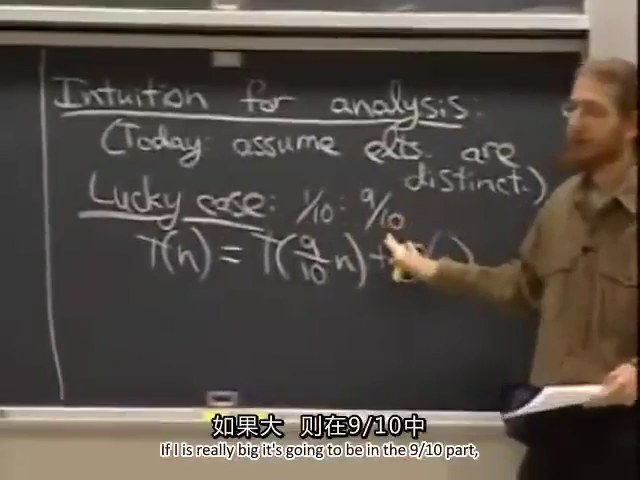 Intuition for analysis:
(Today: assume elts. are
distinct.)
Lucky case: 1/10 : 9/10
T(n) = T(9/10 n) +
如果大 则在9/10中
If I is really big it's going to be in the 9/10 part,